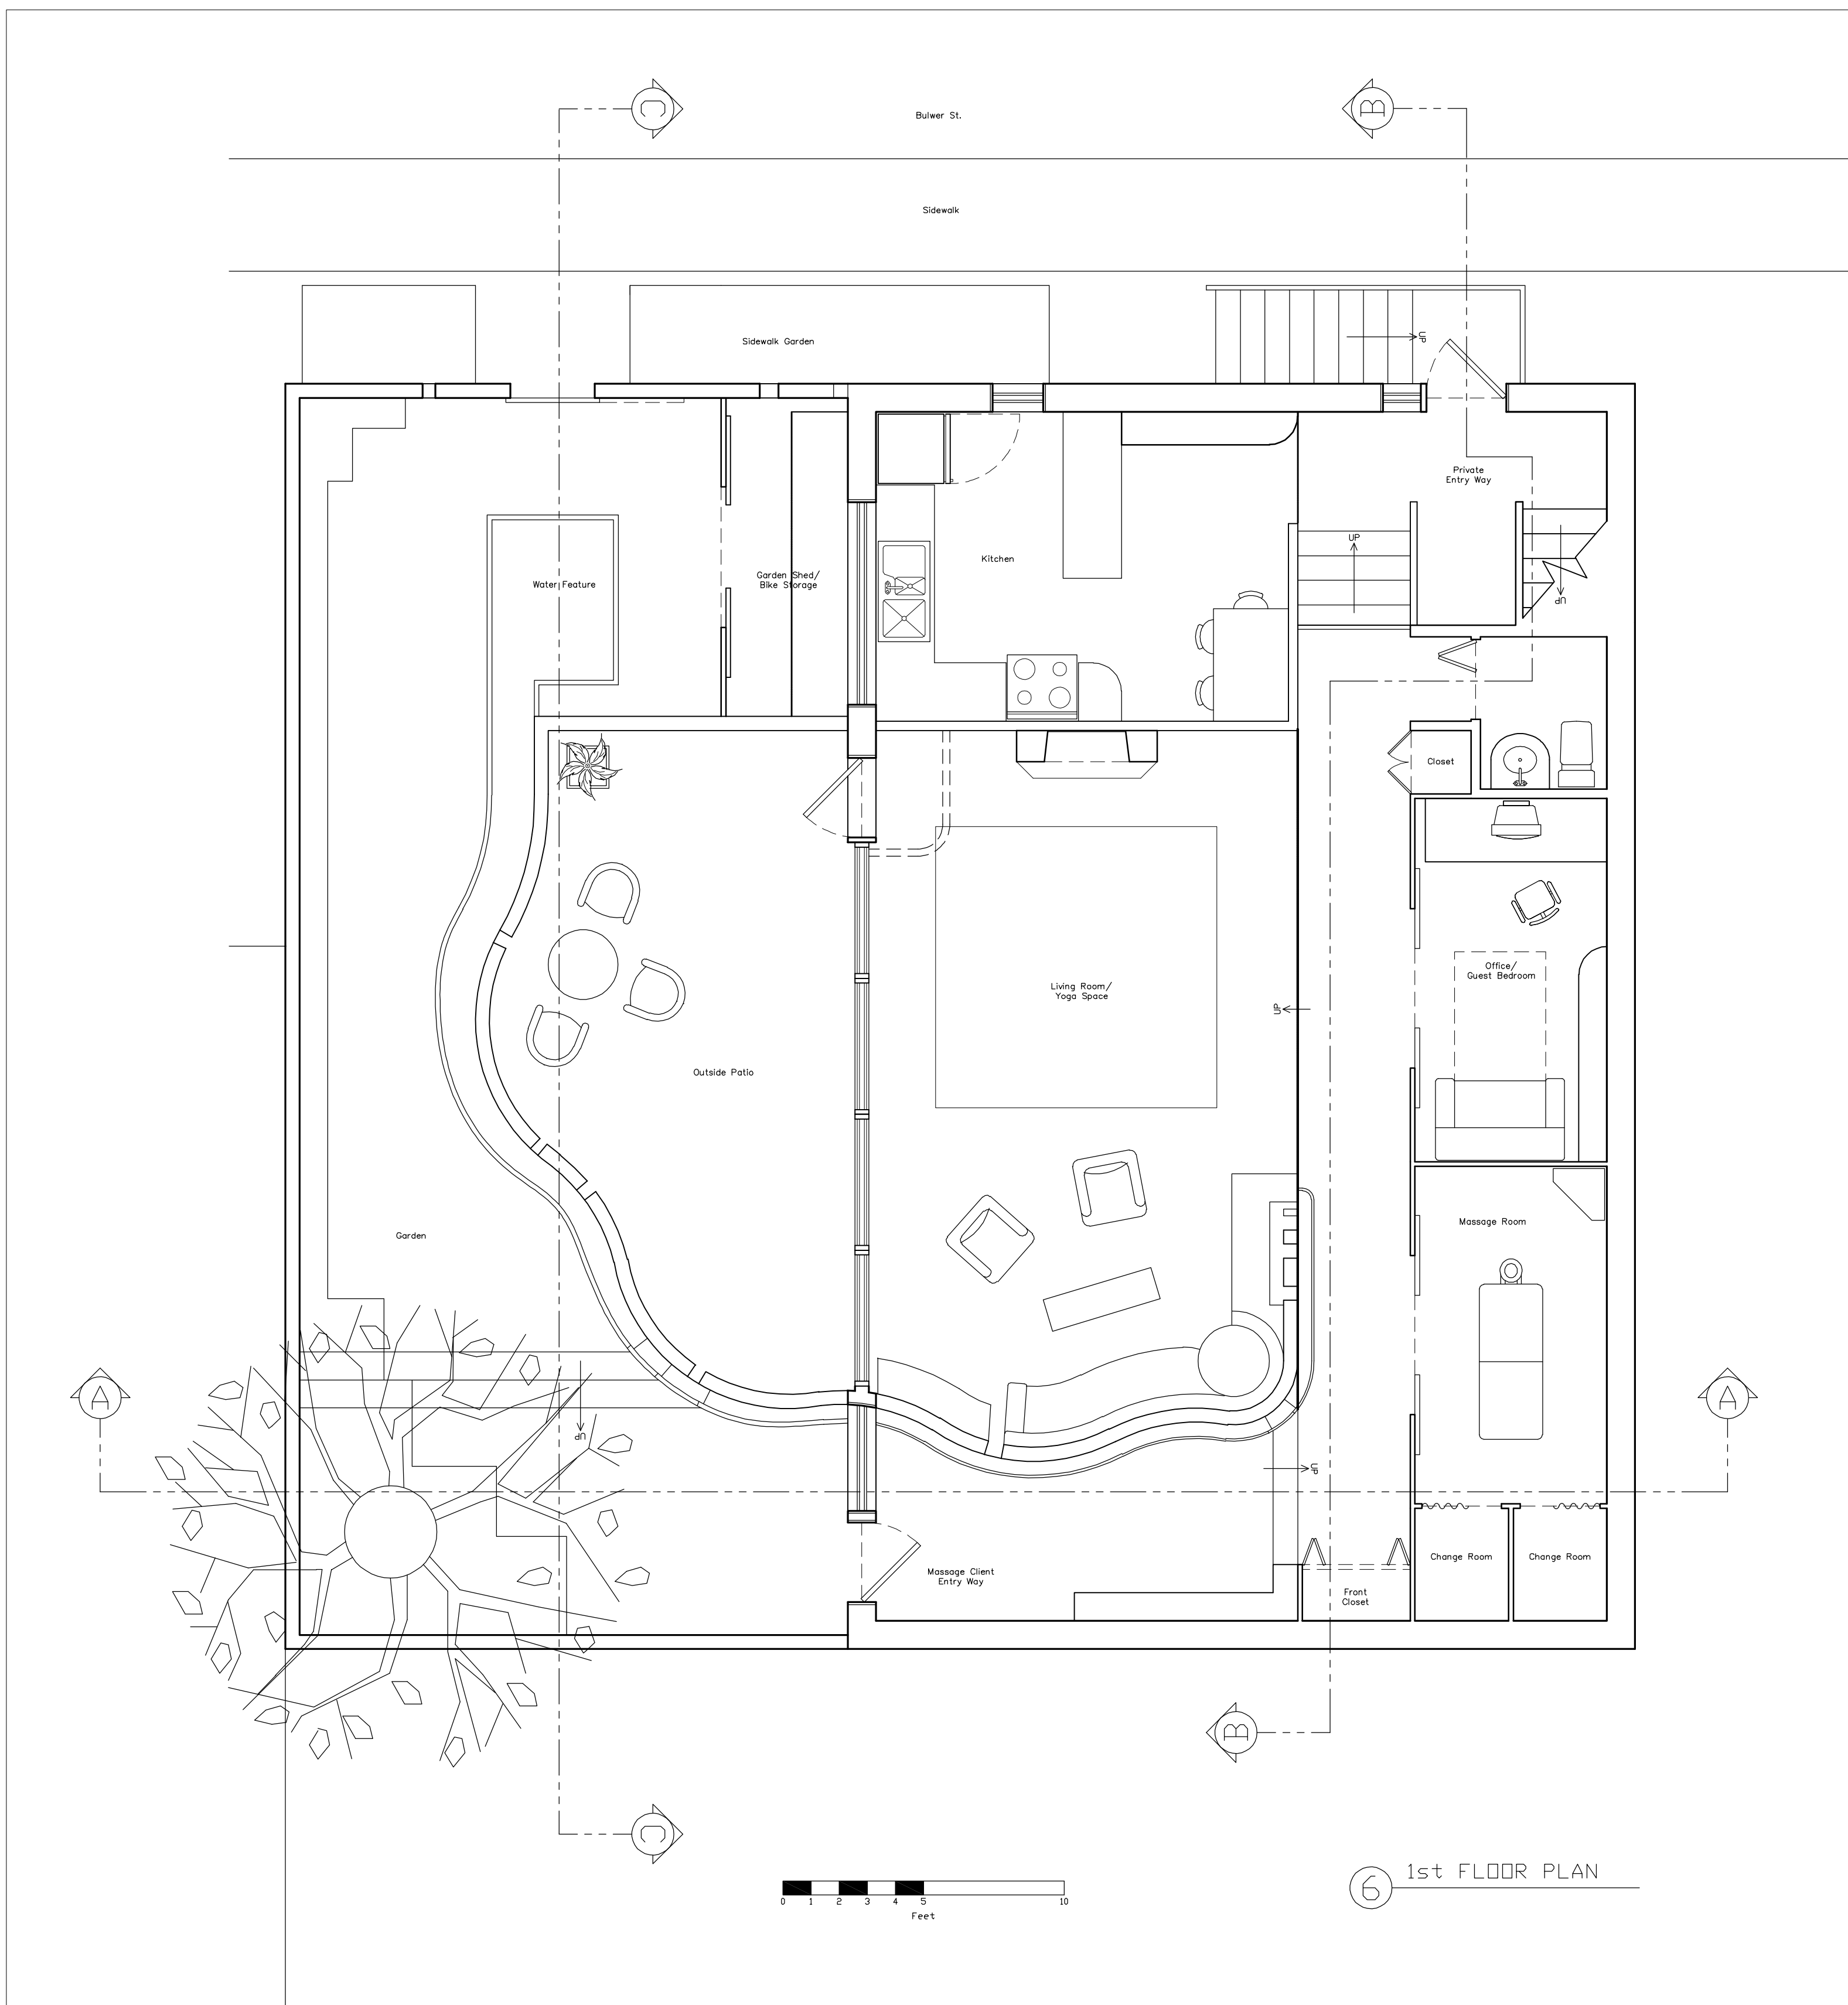 C
B
Bulwer St.
Sidewalk
Sidewalk Garden
UP
Private
Entry Way
UP
Kitchen
Water Feature
Garden Shed/
Bike Storage
UP
Closet
Office/
Guest Bedroom
Living Room/
Yoga Space
UP
Outside Patio
Massage Room
Garden
A
A
UP
UP
Massage Client
Entry Way
Change Room
Change Room
Front
Closet
B
C
0 1 2 3 4 5 10
Feet
6
1st FLOOR PLAN